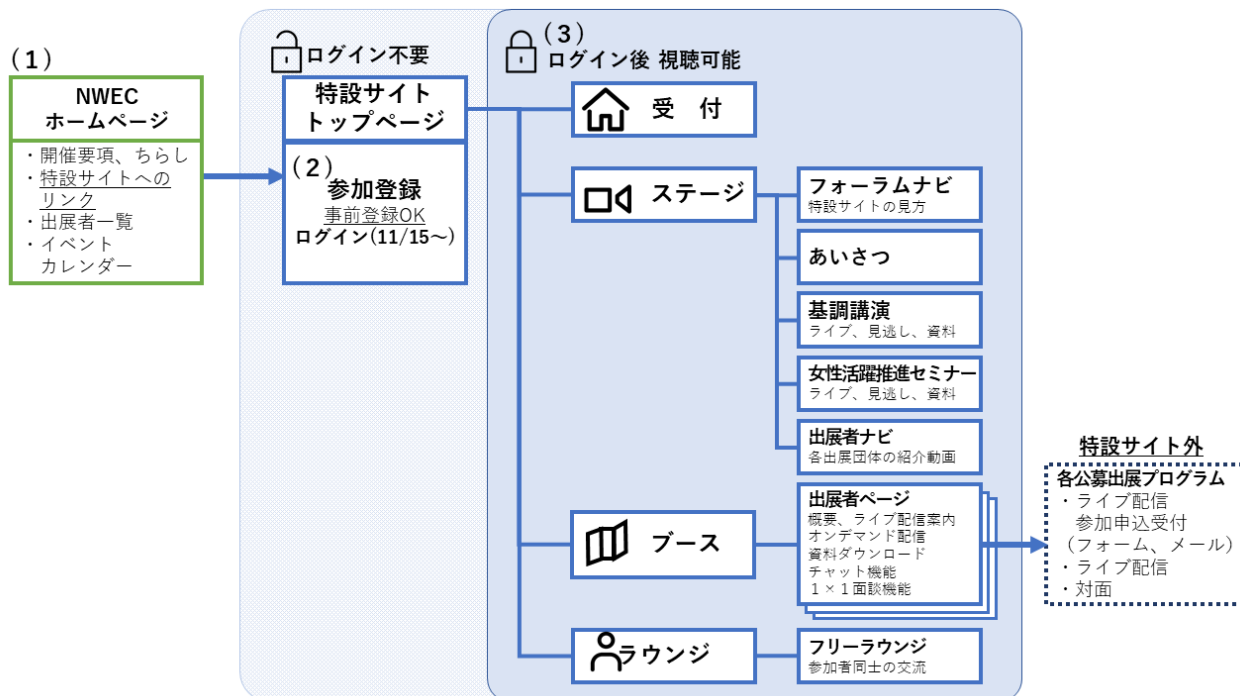 (1)
NWEC
ホームページ
・開催要項、ちらし
・特設サイトへの
リンク
・出展者一覧
・イベント
カレンダー
ログイン不要
特設サイト
トップページ
(2)
参加登録
事前登録OK
ログイン(11/15～)
(3)
ログイン後 視聴可能
受　付
ステージ
フォーラムナビ
特設サイトの見方
あいさつ
基調講演
ライブ、見逃し、資料
女性活躍推進セミナー
ライブ、見逃し、資料
出展者ナビ
各出展団体の紹介動画
ブース
出展者ページ
概要、ライブ配信案内
オンデマンド配信
資料ダウンロード
チャット機能
１×１面談機能
ラウンジ
フリーラウンジ
参加者同士の交流
特設サイト外
各公募出展プログラム
・ライブ配信
参加申込受付
（フォーム、メール）
・ライブ配信
・対面